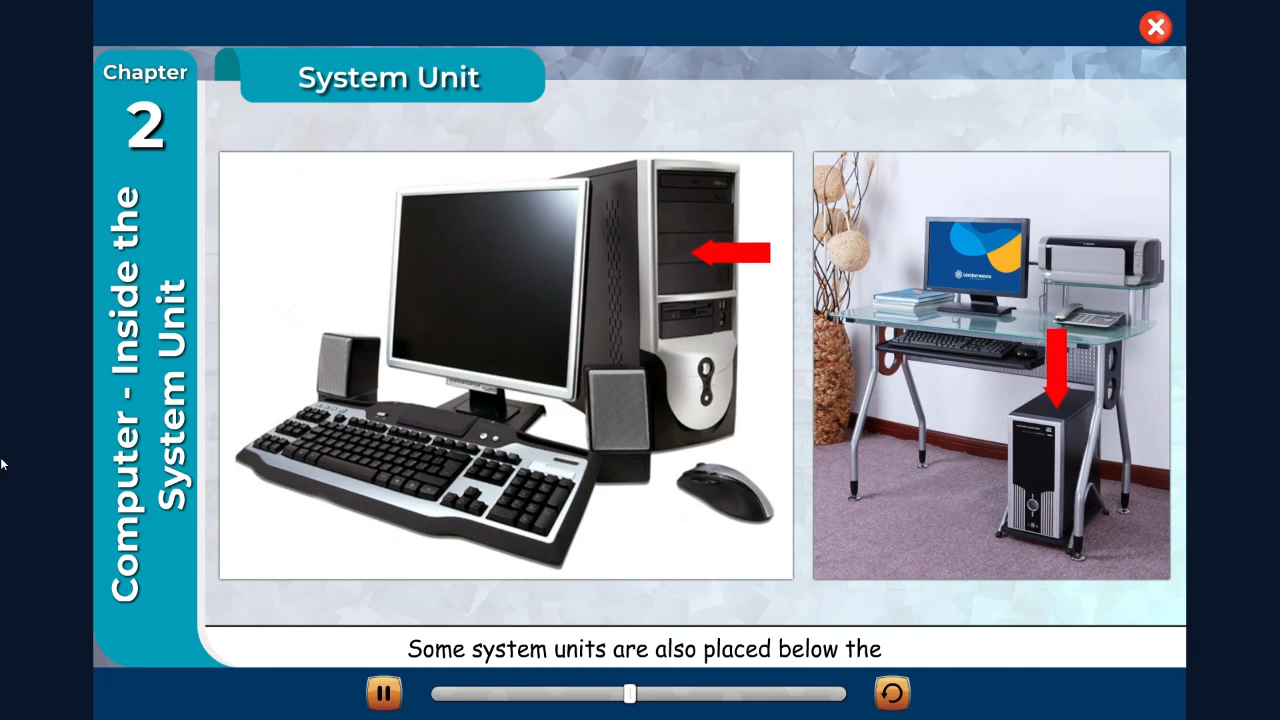 Chapter
2
Computer - Inside the
System Unit
System Unit
Some system units are also placed below the